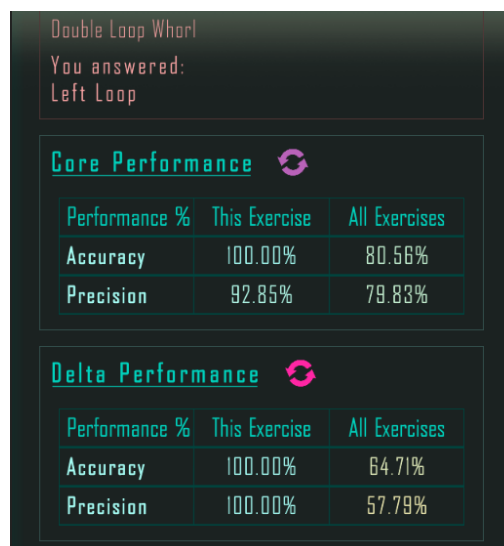 Double Loop Whorl
You answered:
Left Loop
Core Performance
Performance % This Exercise All Exercises
Accuracy 100.00% 80.56%
Precision 92.85% 79.83%
Delta Performance
Performance % This Exercise All Exercises
Accuracy 100.00% 64.71%
Precision 100.00% 57.79%